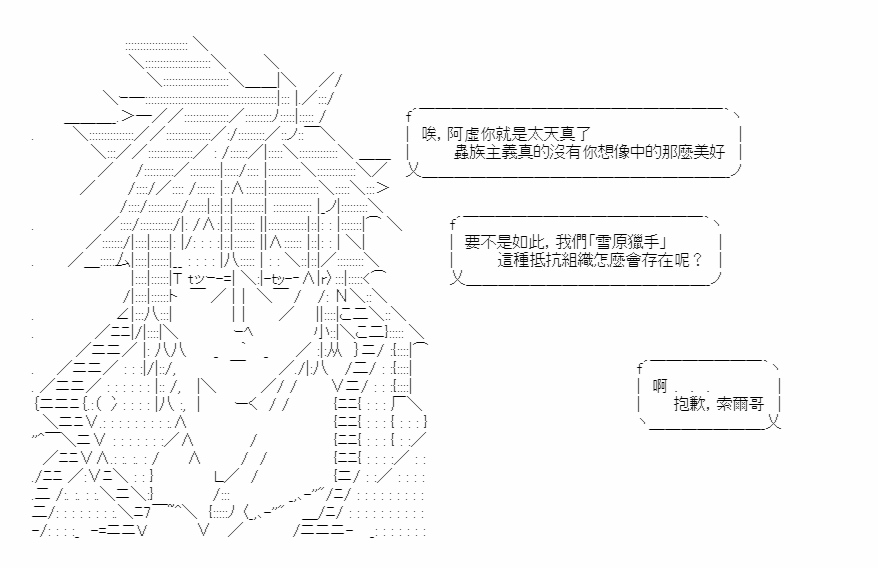 唉，阿虛你就是太天真了
蟲族主義真的沒有你想像中的那麼美好
要不是如此，我們「雪原獵手」
這種抵抗組織怎麼會存在呢？
啊 . . .
抱歉，索爾哥